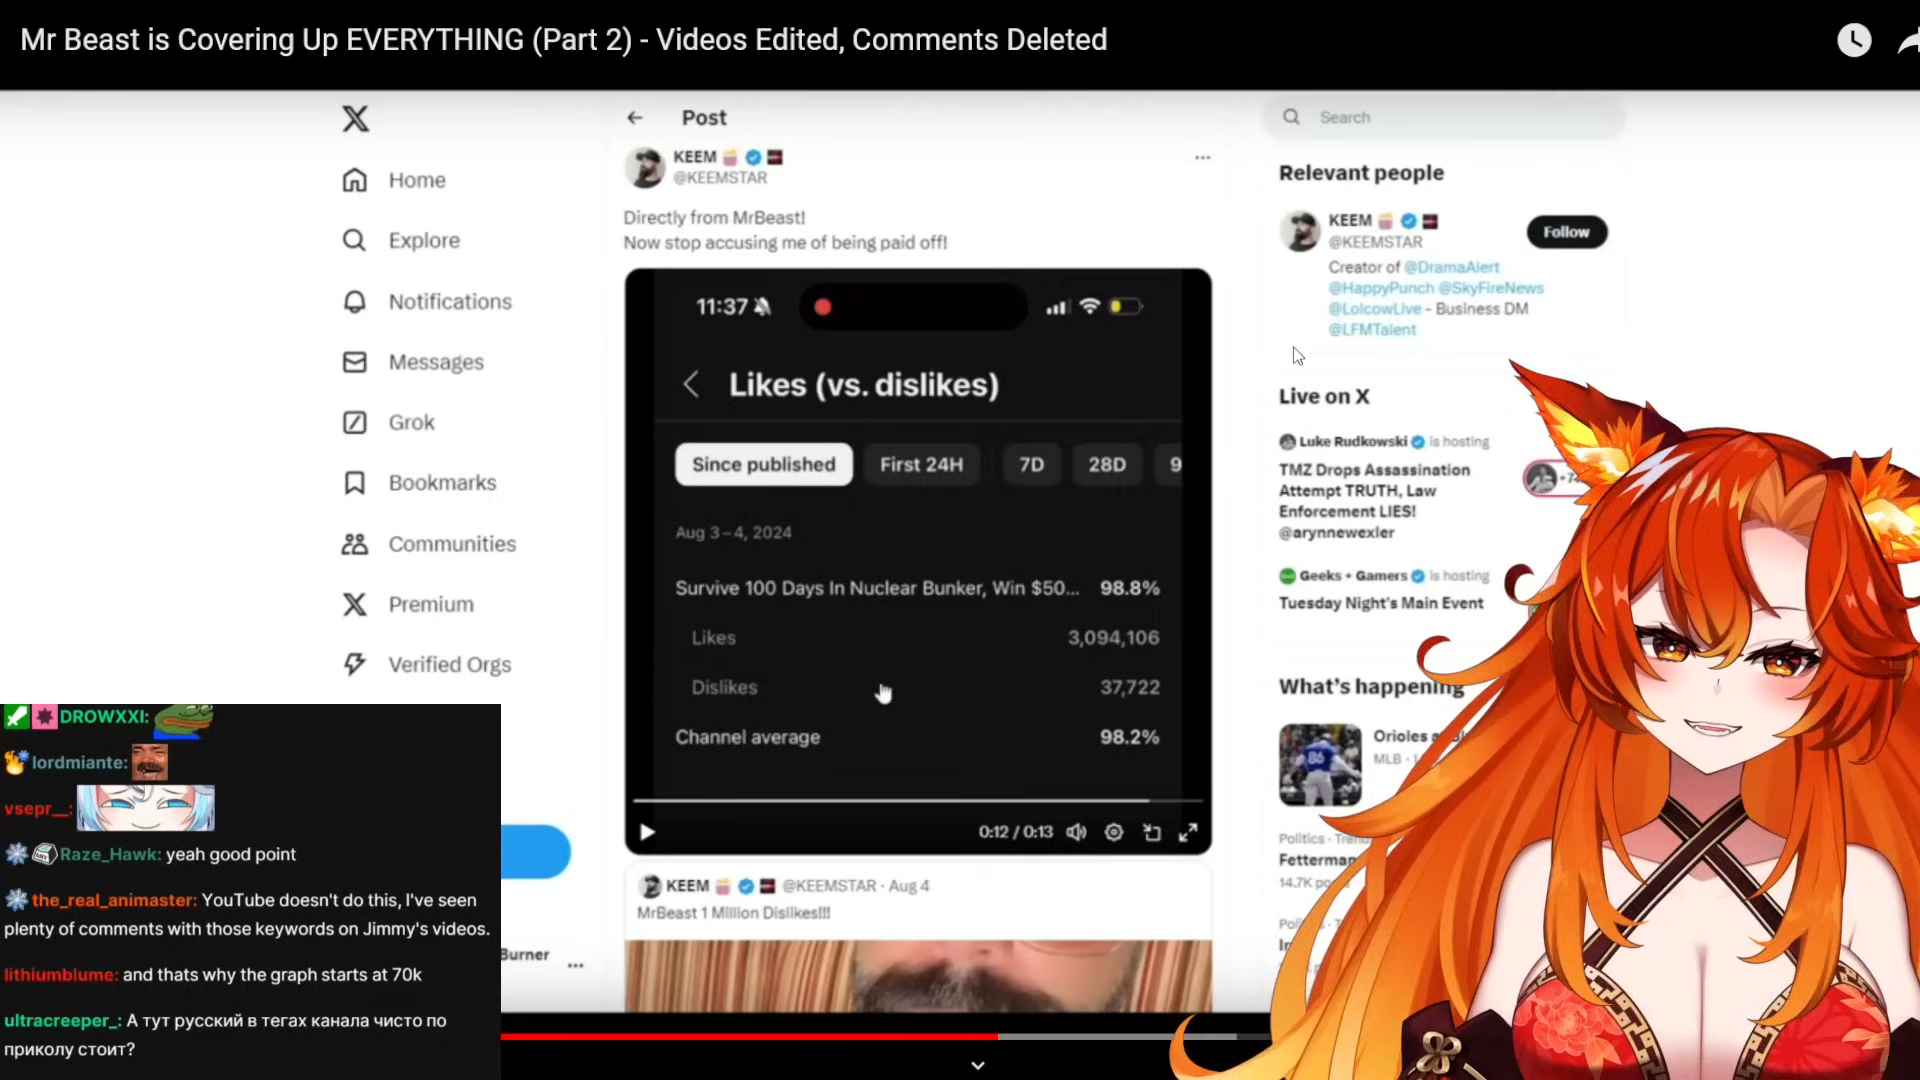 Mr Beast is Covering Up EVERYTHING (Part 2) - Videos Edited, Comments Deleted
Home
Explore
Notifications
Messages
Grok
Bookmarks
Communities
Premium
Verified Orgs
Post
KEEM
@KEEMSTAR
Directly from MrBeast!
Now stop accusing me of being paid off!
11:37
Likes (vs. dislikes)
Since published
First 24H
7D
28D
9
Aug 3-4, 2024
Survive 100 Days In Nuclear Bunker, Win $50... 98.8%
Likes 3,094,106
Dislikes 37,722
Channel average 98.2%
0:12 / 0:13
KEEM @KEEMSTAR · Aug 4
MrBeast 1 Million Dislikes!!!
Search
Relevant people
KEEM
@KEEMSTAR
Follow
Creator of @DramaAlert
@HappyPunch @SkyFireNews
@LolcowLive - Business DM
@LFMTalent
Live on X
Luke Rudkowski is hosting
TMZ Drops Assassination
Attempt TRUTH, Law
Enforcement LIES!
@arynnewexler
Geeks + Gamers is hosting
Tuesday Night's Main Event
What's happening
Orioles
MLB
Politics
Fetterman
14.7K
DROWXXI:
lordmiante:
vsepr__:
Raze_Hawk: yeah good point
the_real_animaster: YouTube doesn't do this, I've seen
plenty of comments with those keywords on Jimmy's videos.
lithiumblume: and thats why the graph starts at 70k
ultracreeper_: А тут русский в тегах канала чисто по
приколу стоит?
Burner